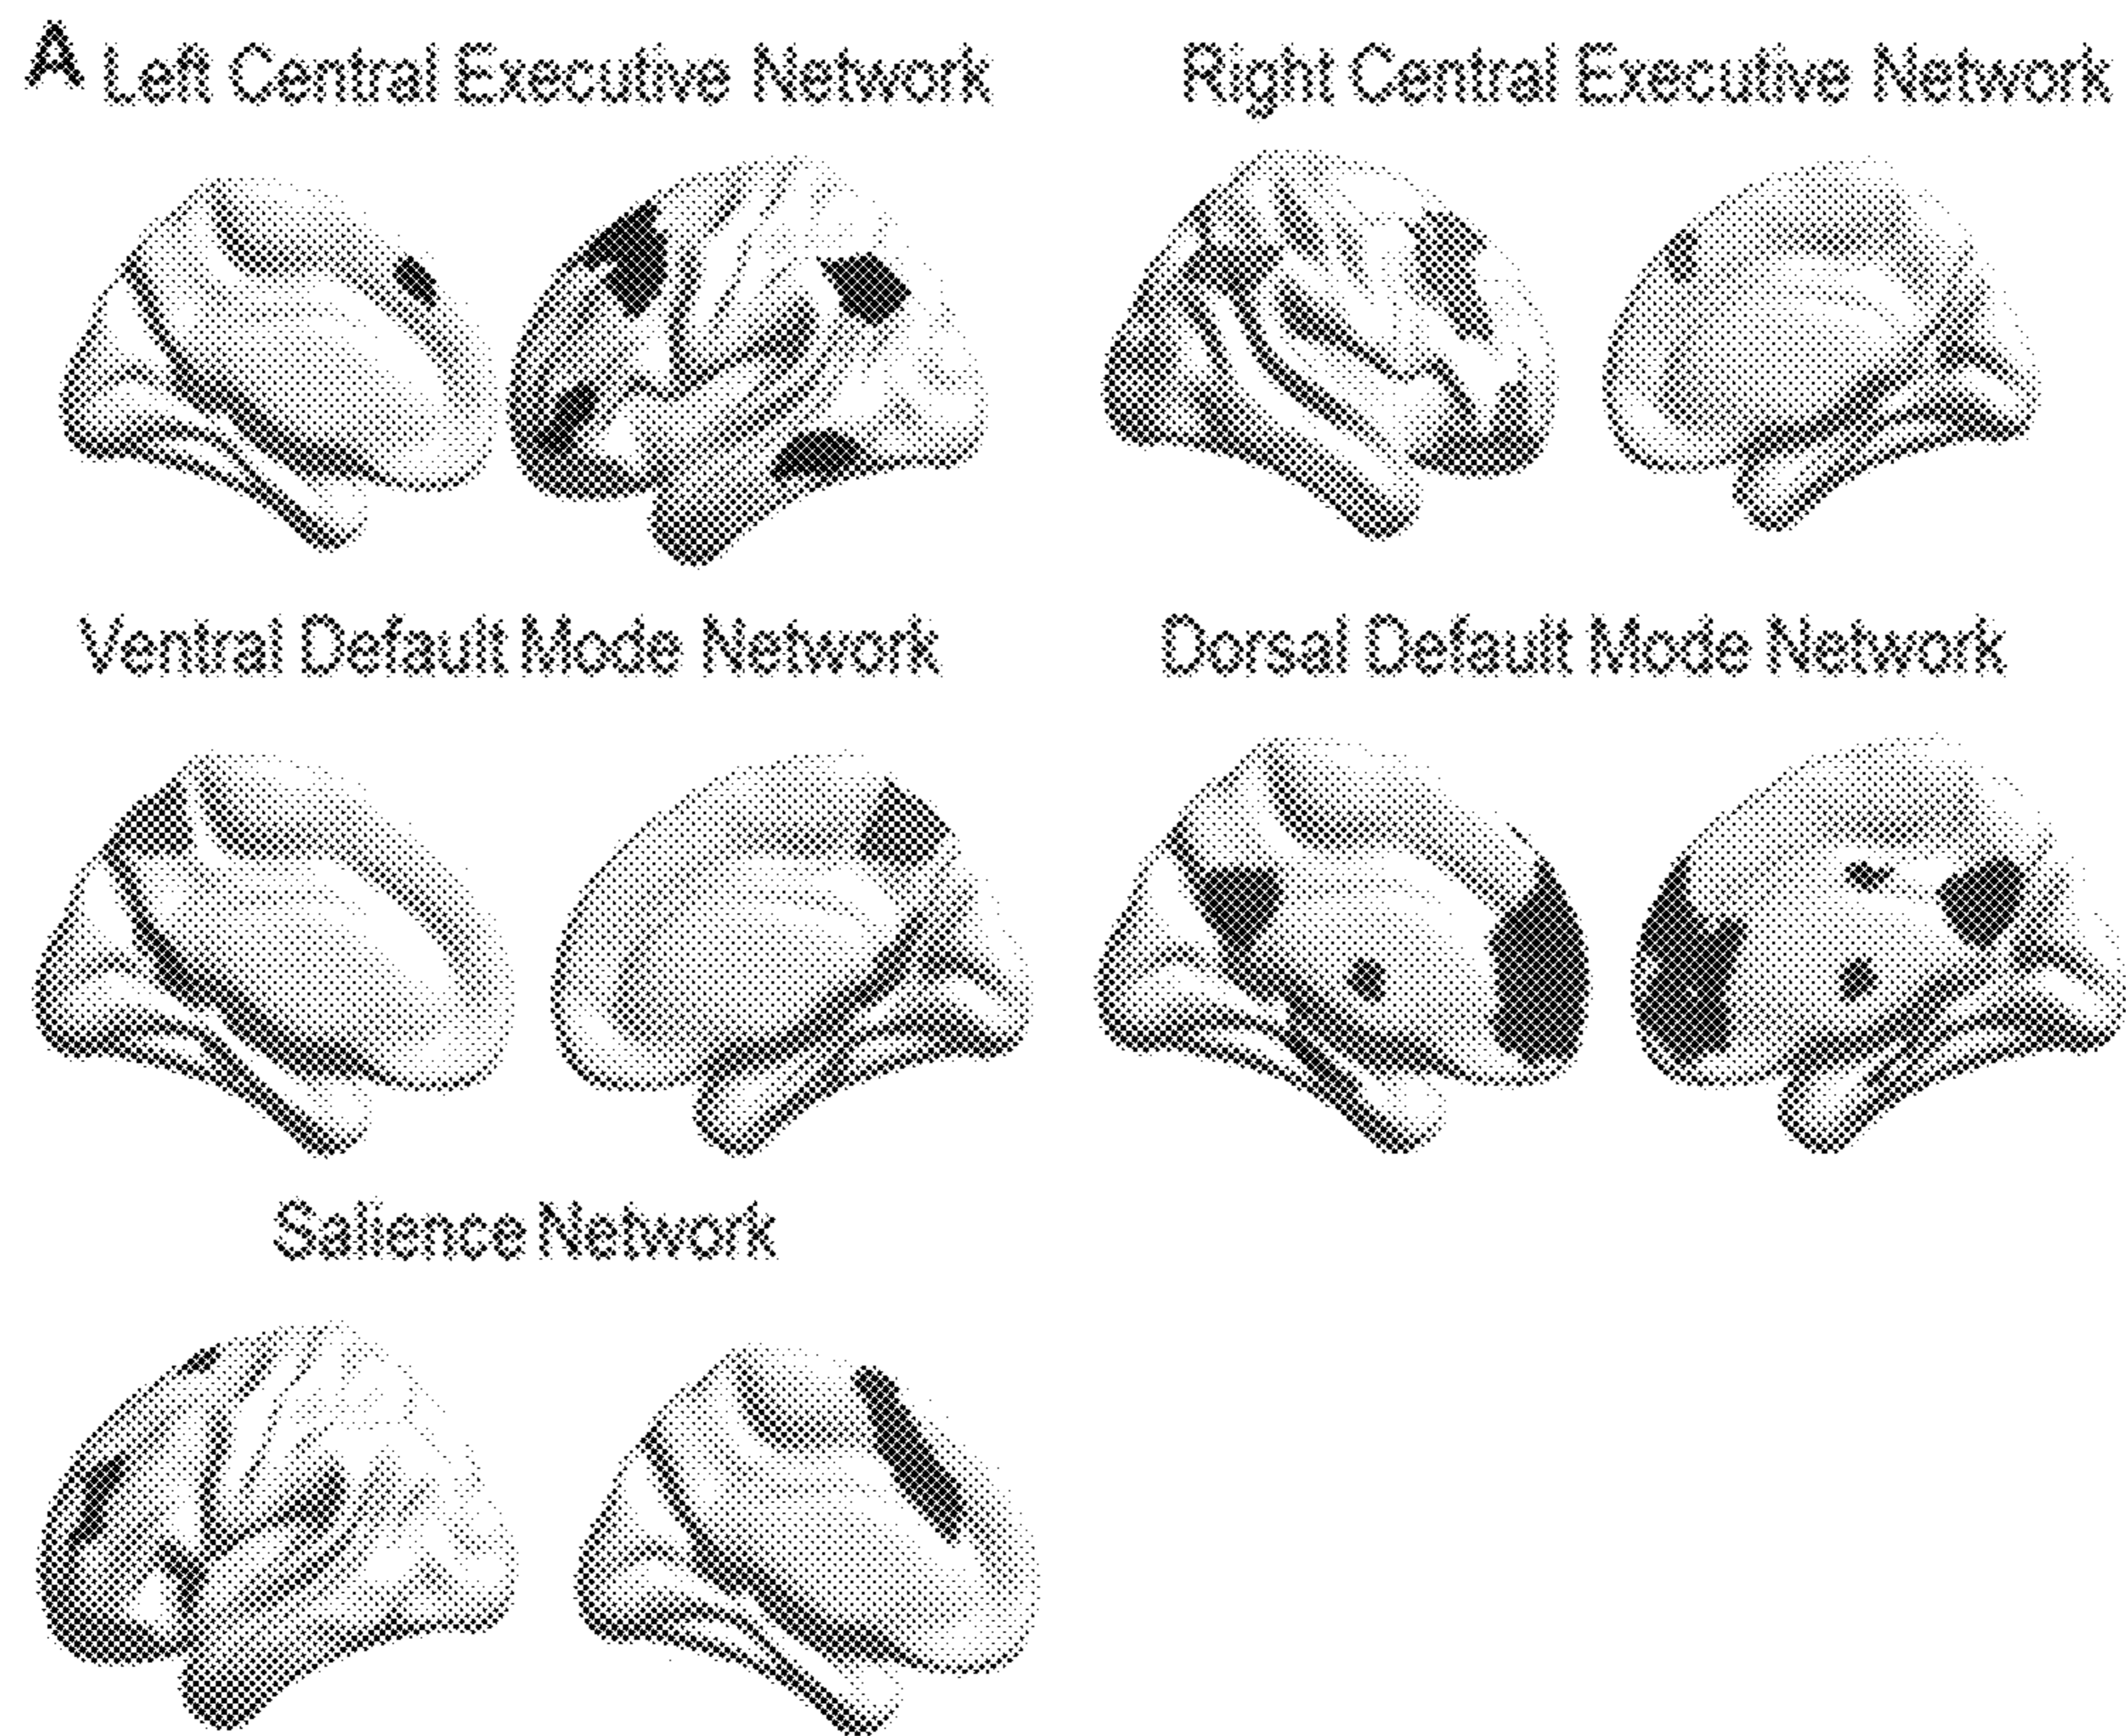 A Left Central Executive Network
Right Central Executive Network
Ventral Default Mode Network
Dorsal Default Mode Network
Salience Network